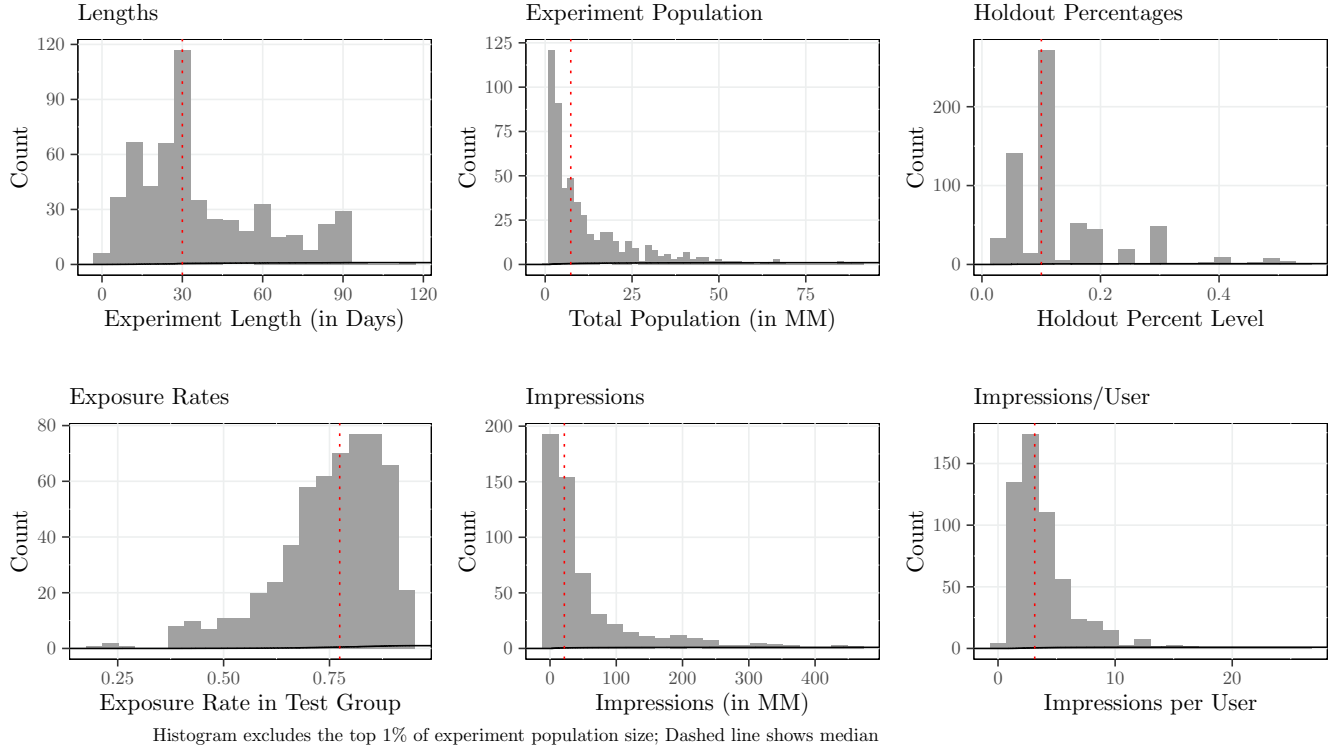 Lengths
Experiment Population
Holdout Percentages
Count
120
90
60
30
0
0
30
60
90
120
Experiment Length (in Days)
Count
125
100
75
50
25
0
0
25
50
75
Total Population (in MM)
Count
200
100
0
0.0
0.2
0.4
Holdout Percent Level
Exposure Rates
Impressions
Impressions/User
Count
80
60
40
20
0
0.25
0.50
0.75
Exposure Rate in Test Group
Count
200
150
100
50
0
0
100
200
300
400
Impressions (in MM)
Count
150
100
50
0
0
10
20
Impressions per User
Histogram excludes the top 1% of experiment population size; Dashed line shows median